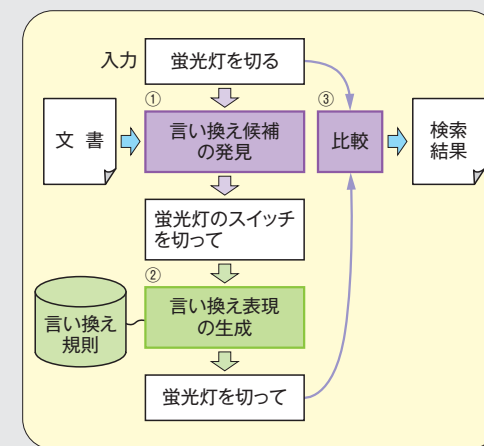 入力
蛍光灯を切る
①
③
文 書
言い換え候補
の発見
比較
検索
結果
蛍光灯のスイッチ
を切って
②
言い換え
規則
言い換え表現
の生成
蛍光灯を切って